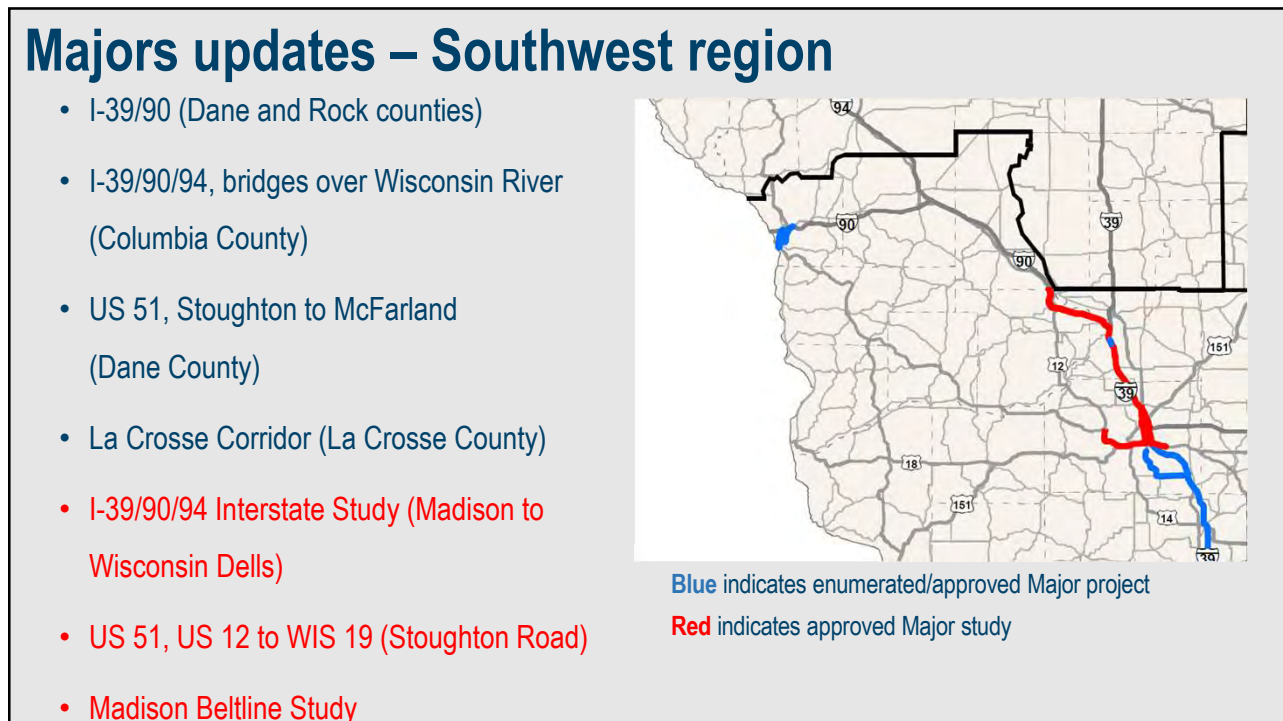 Majors updates – Southwest region
• I-39/90 (Dane and Rock counties)
• I-39/90/94, bridges over Wisconsin River
(Columbia County)
• US 51, Stoughton to McFarland
(Dane County)
• La Crosse Corridor (La Crosse County)
• I-39/90/94 Interstate Study (Madison to
Wisconsin Dells)
• US 51, US 12 to WIS 19 (Stoughton Road)
• Madison Beltline Study
94
90
39
90
151
12
39
18
151
14
39
Blue indicates enumerated/approved Major project
Red indicates approved Major study